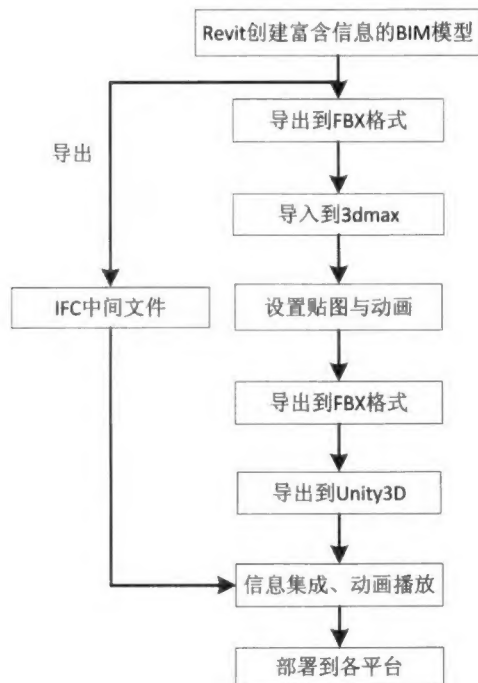 Revit创建富含信息的BIM模型
导出到FBX格式
导出
导入到3dmax
IFC中间文件
设置贴图与动画
导出到FBX格式
导出到Unity3D
信息集成、动画播放
部署到各平台